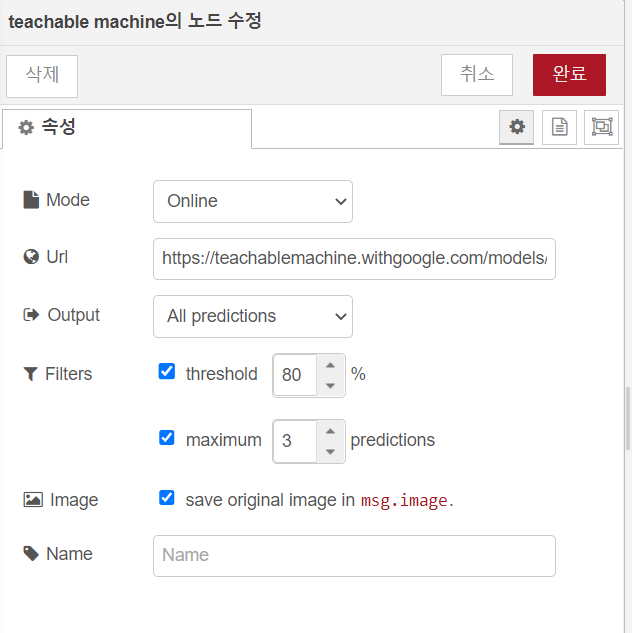 teachable machine의 노드 수정
삭제 취소 완료
속성
Mode Online
Url https://teachablemachine.withgoogle.com/models/
Output All predictions
Filters threshold 80 %
maximum 3 predictions
Image save original image in msg.image.
Name Name